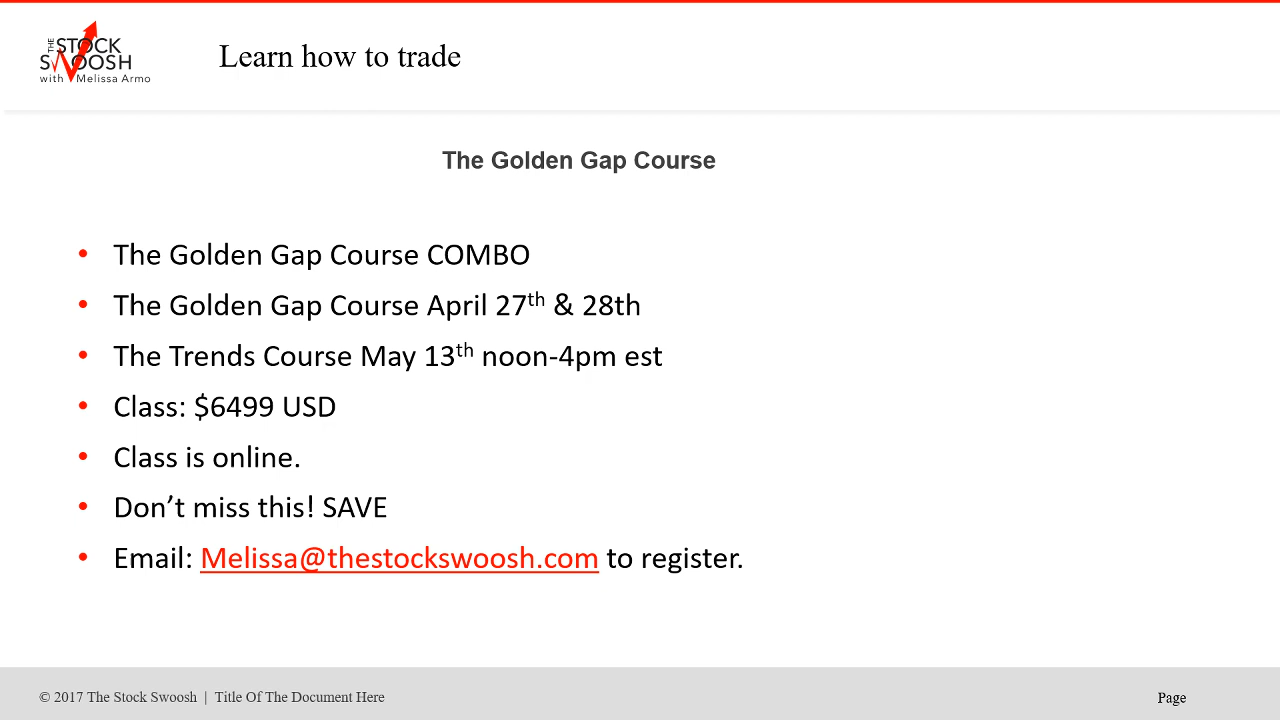 THE STOCK
SWOOSH
with Melissa Armo
Learn how to trade
The Golden Gap Course
• The Golden Gap Course COMBO
• The Golden Gap Course April 27th & 28th
• The Trends Course May 13th noon-4pm est
• Class: $6499 USD
• Class is online.
• Don’t miss this! SAVE
• Email: Melissa@thestockswoosh.com to register.
© 2017 The Stock Swoosh | Title Of The Document Here
Page